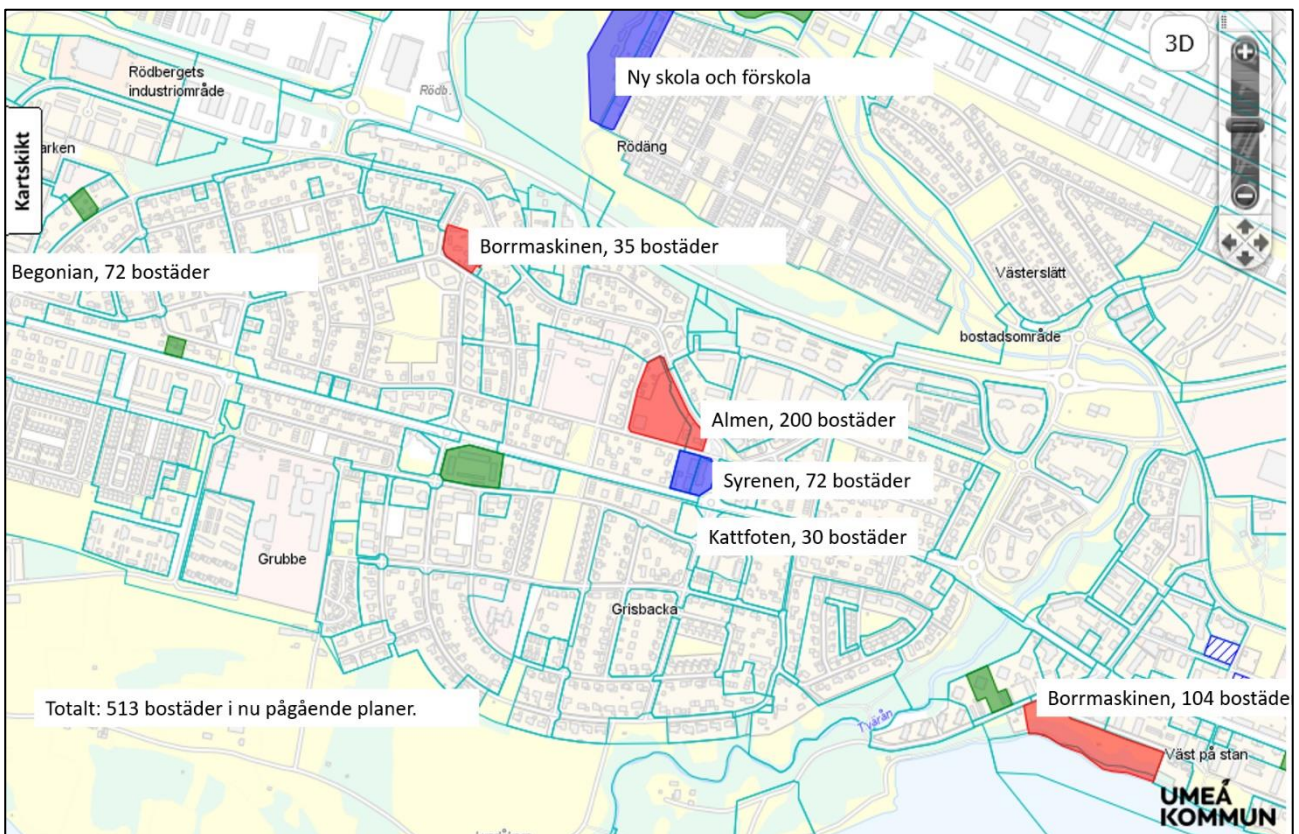 3D
Kartskikt
Rödbergets
industriområde
Rödb.
Ny skola och förskola
Rödäng
arken
Borrmaskinen, 35 bostäder
Begonian, 72 bostäder
Västerslätt
bostadsområde
Almen, 200 bostäder
Syrenen, 72 bostäder
Kattfoten, 30 bostäder
Grubbe
Grisbacka
Totalt: 513 bostäder i nu pågående planer.
Tvärån
Borrmaskinen, 104 bostäde
Väst på stan
UMEÅ
KOMMUN